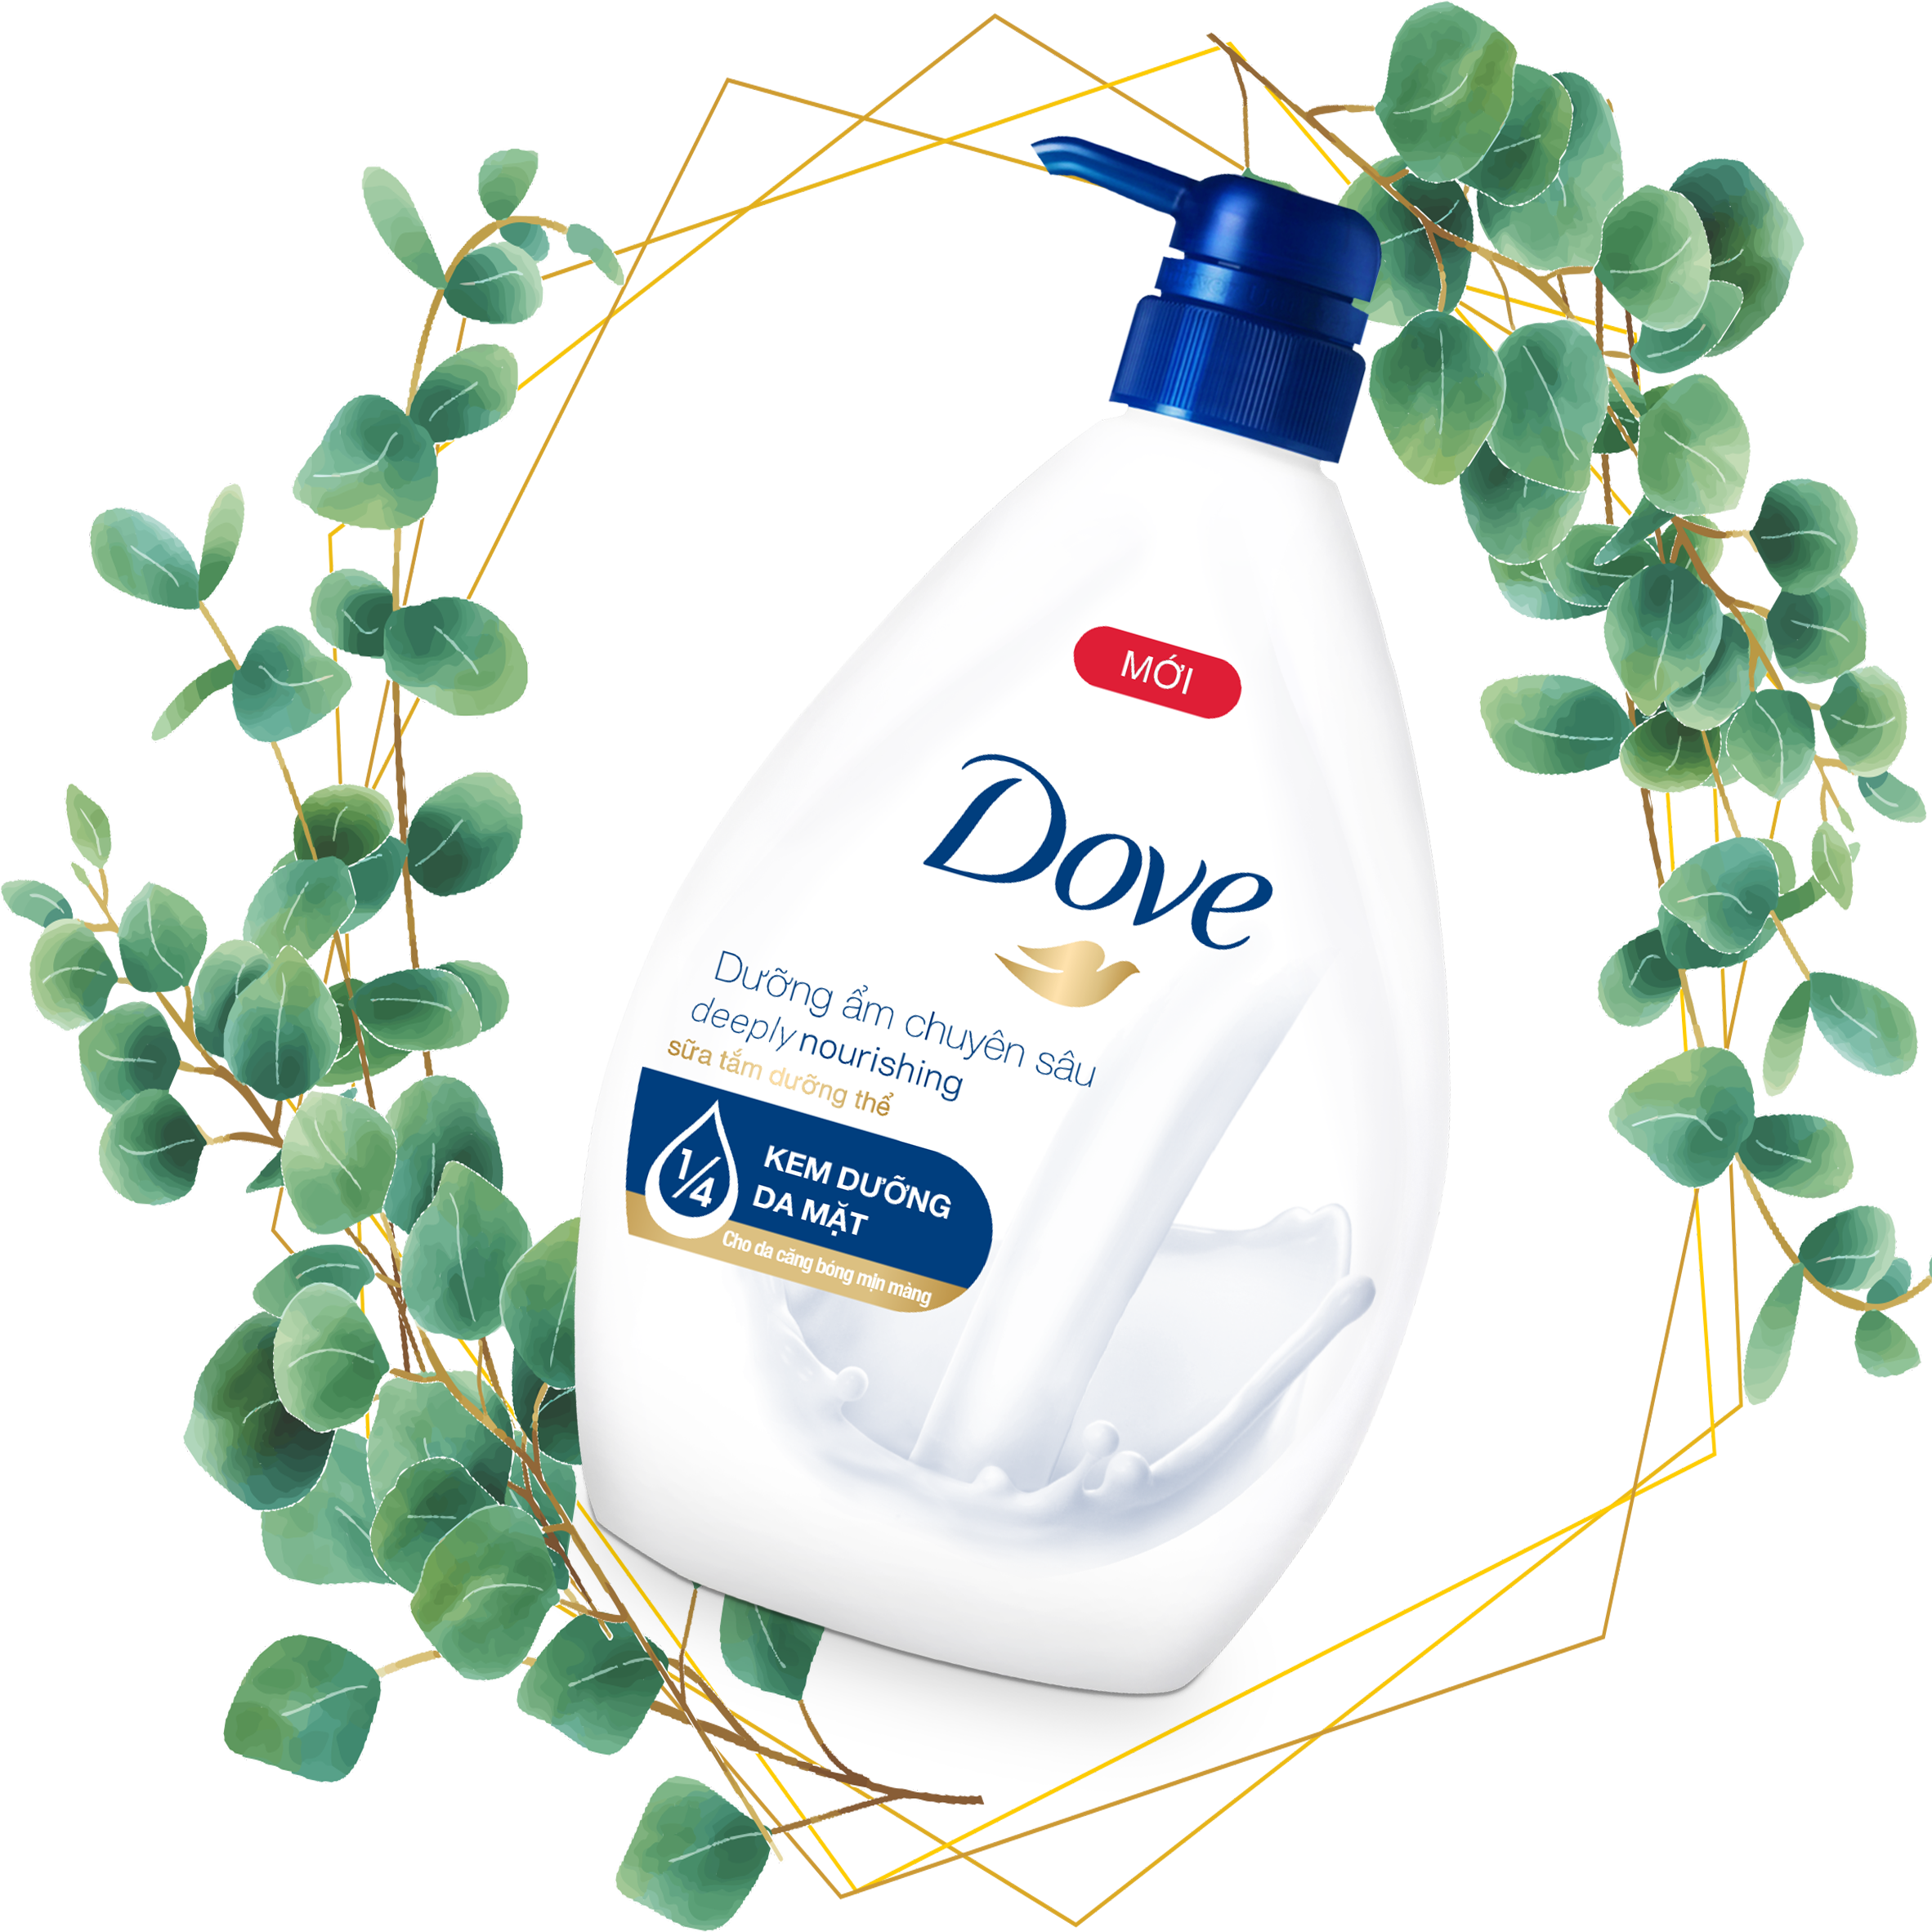 MỚI
Dove
Dưỡng ẩm chuyên sâu
deeply nourishing
sữa tắm dưỡng thể
1/4
KEM DƯỠNG
DA MẶT
Cho da căng bóng mịn màng